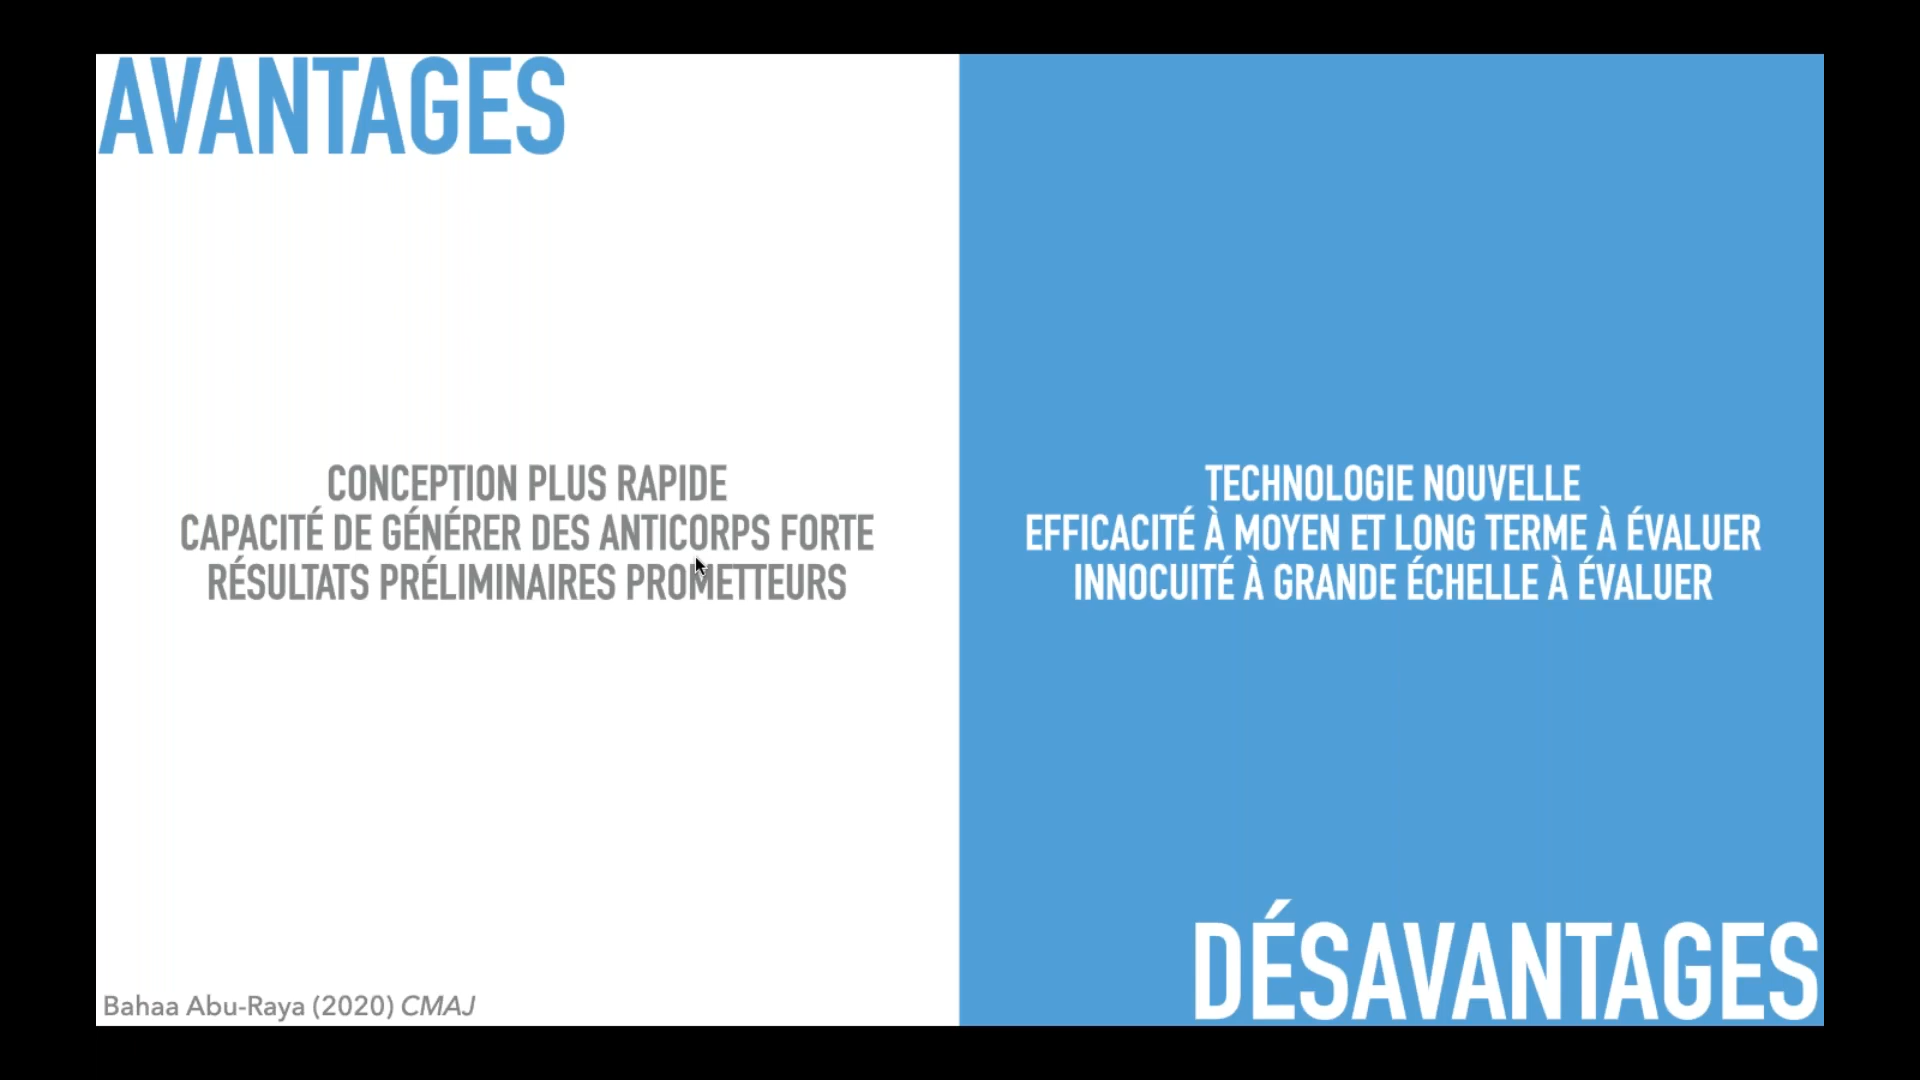 AVANTAGES
CONCEPTION PLUS RAPIDE
CAPACITÉ DE GÉNÉRER DES ANTICORPS FORTE
RÉSULTATS PRÉLIMINAIRES PROMETTEURS
Bahaa Abu-Raya (2020) CMAJ
TECHNOLOGIE NOUVELLE
EFFICACITÉ À MOYEN ET LONG TERME À ÉVALUER
INNOCUITÉ À GRANDE ÉCHELLE À ÉVALUER
DÉSAVANTAGES